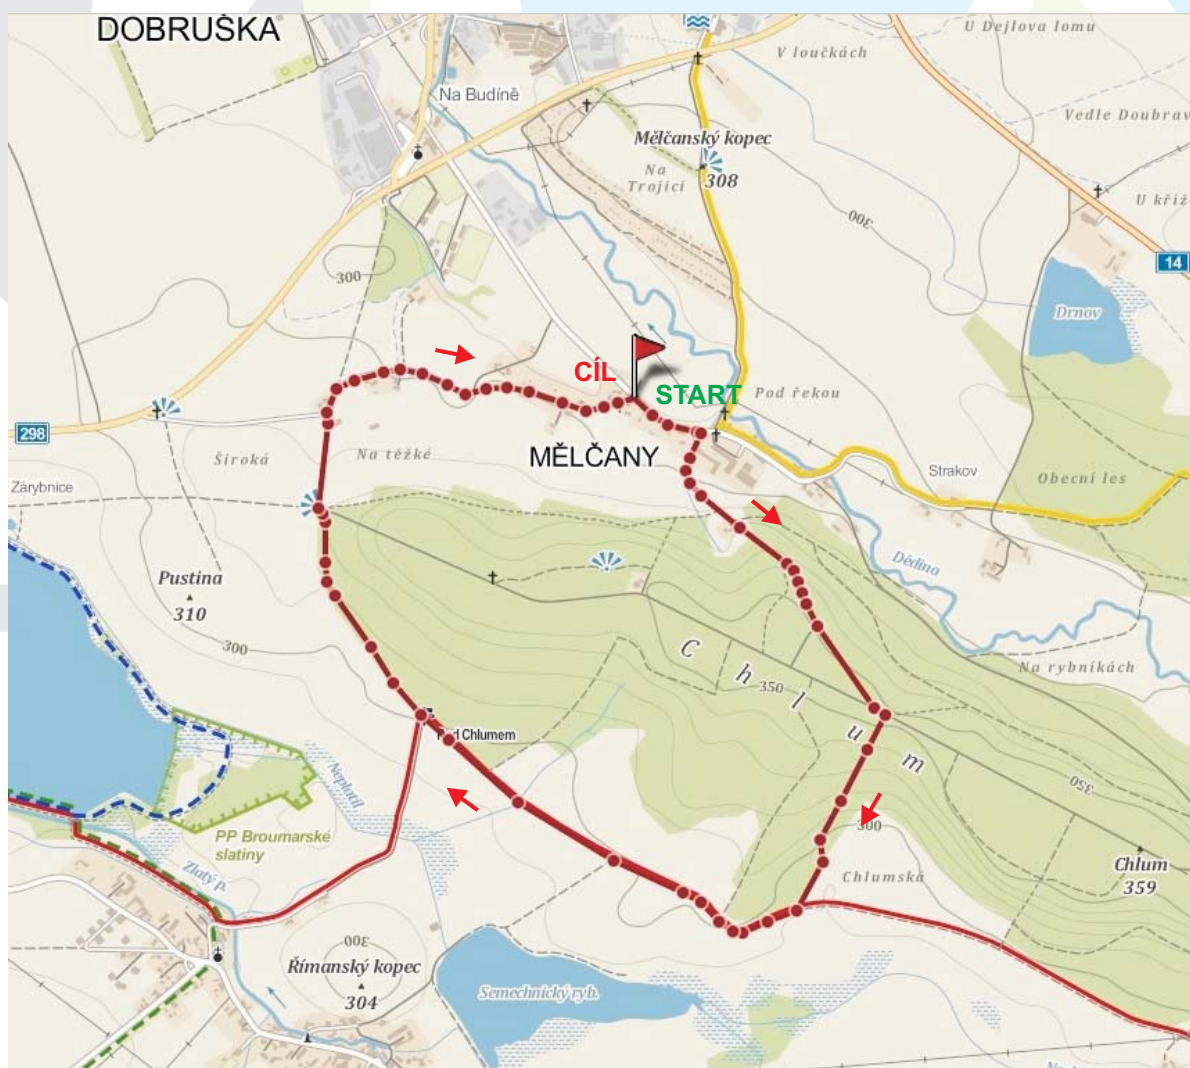 DOBRUŠKA
U Dejlova lomu
V loučkách
Na Budíně
Vedle Doubrav
Mělčanský kopec
308
Na
Trojici
U kříž
300
14
300
Drnov
CÍL
START
Pod řekou
298
Široká
Na těžké
MĚLČANY
Strakov
Obecní les
Zárybnice
Dědina
Pustina
310
300
Chlum
350
Na rybníkách
Pod Chlumem
Neplatil
350
300
PP Broumarské
slatiny
Zlatý p.
Chlumská
Chlum
359
300
Římanský kopec
304
Semechnický ryb.